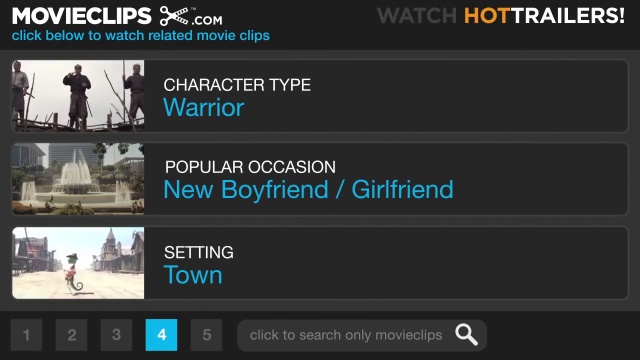 MOVIECLIPS .COM™
WATCH HOTTRAILERS!
click below to watch related movie clips
CHARACTER TYPE
Warrior
POPULAR OCCASION
New Boyfriend / Girlfriend
SETTING
Town
1 2 3 4 5 click to search only movieclips